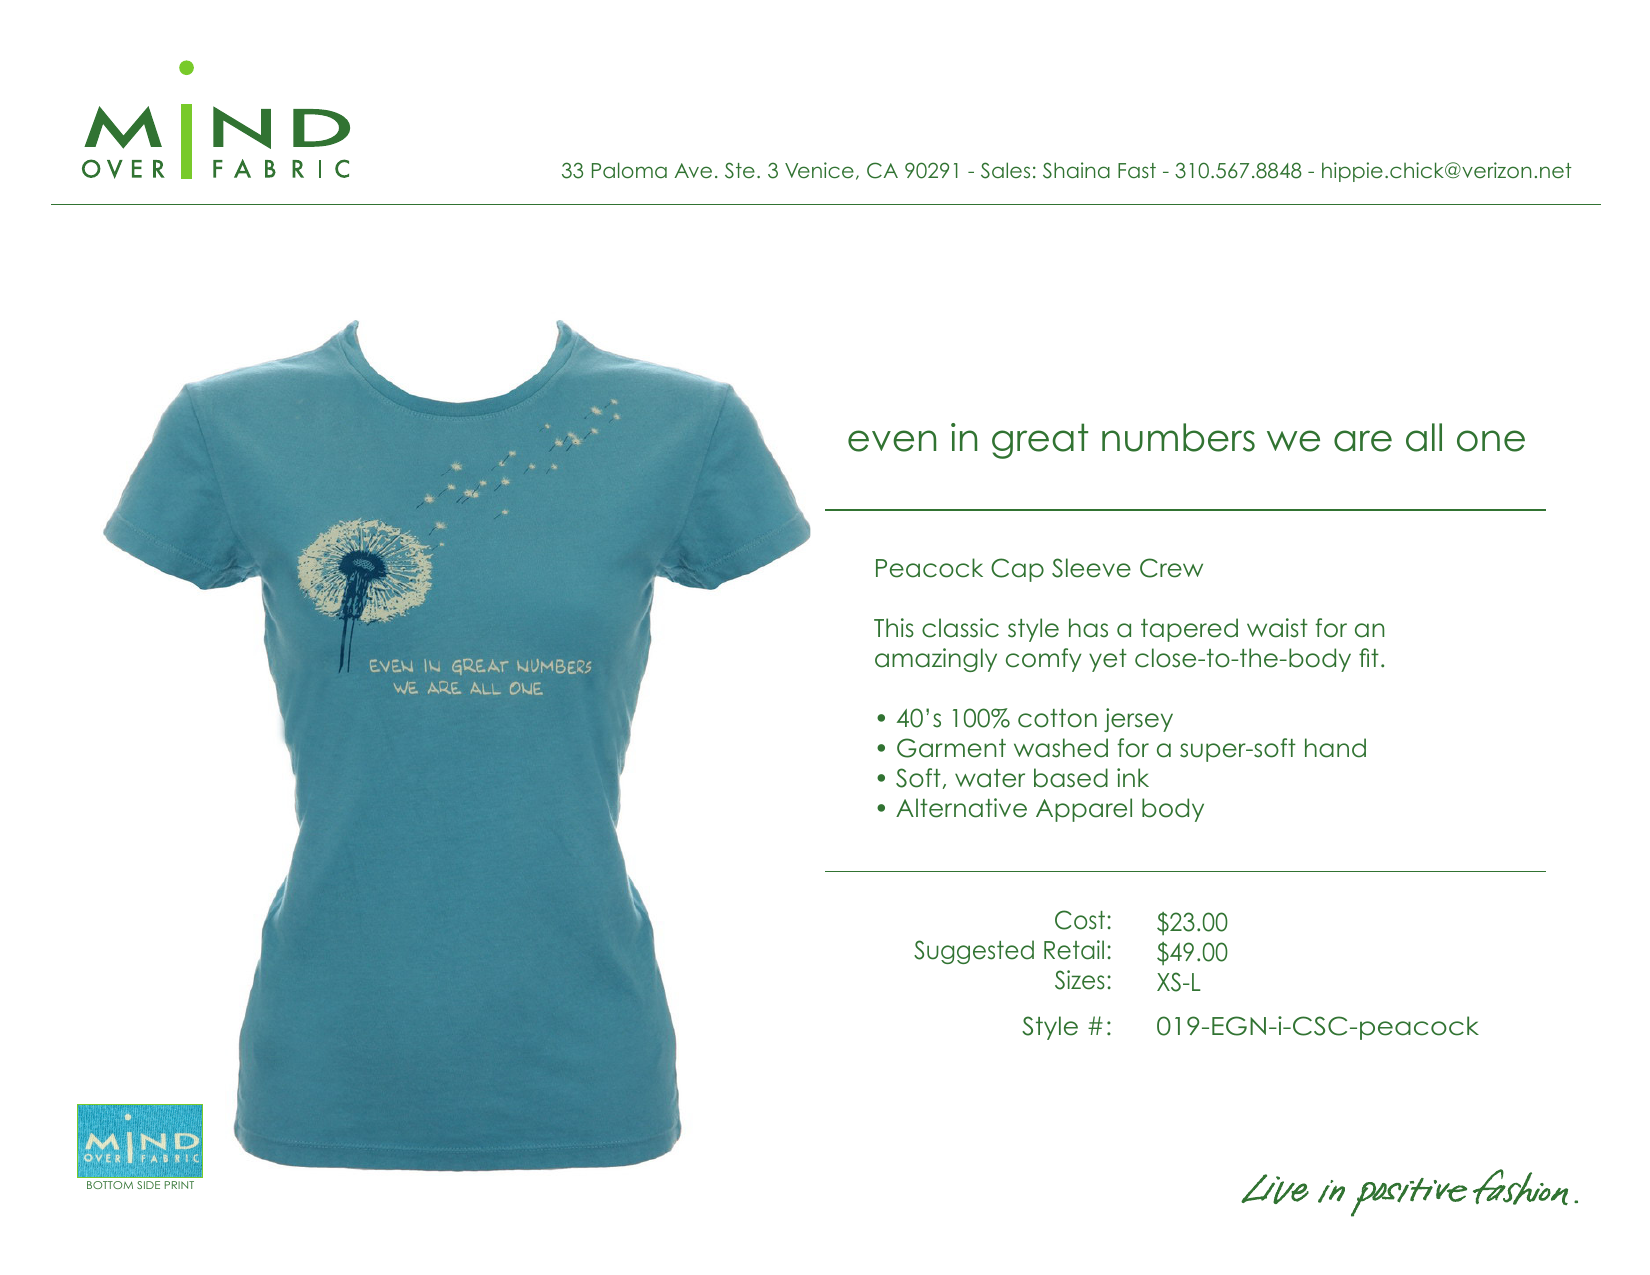 MiND
OVER FABRIC
33 Paloma Ave. Ste. 3 Venice, CA 90291 - Sales: Shaina Fast - 310.567.8848 - hippie.chick@verizon.net
EVEN IN GREAT NUMBERS
WE ARE ALL ONE
even in great numbers we are all one
Peacock Cap Sleeve Crew
This classic style has a tapered waist for an
amazingly comfy yet close-to-the-body fit.
• 40’s 100% cotton jersey
• Garment washed for a super-soft hand
• Soft, water based ink
• Alternative Apparel body
Cost: $23.00
Suggested Retail: $49.00
Sizes: XS-L
Style #: 019-EGN-i-CSC-peacock
MiND
OVER FABRIC
BOTTOM SIDE PRINT
Live in positive fashion.